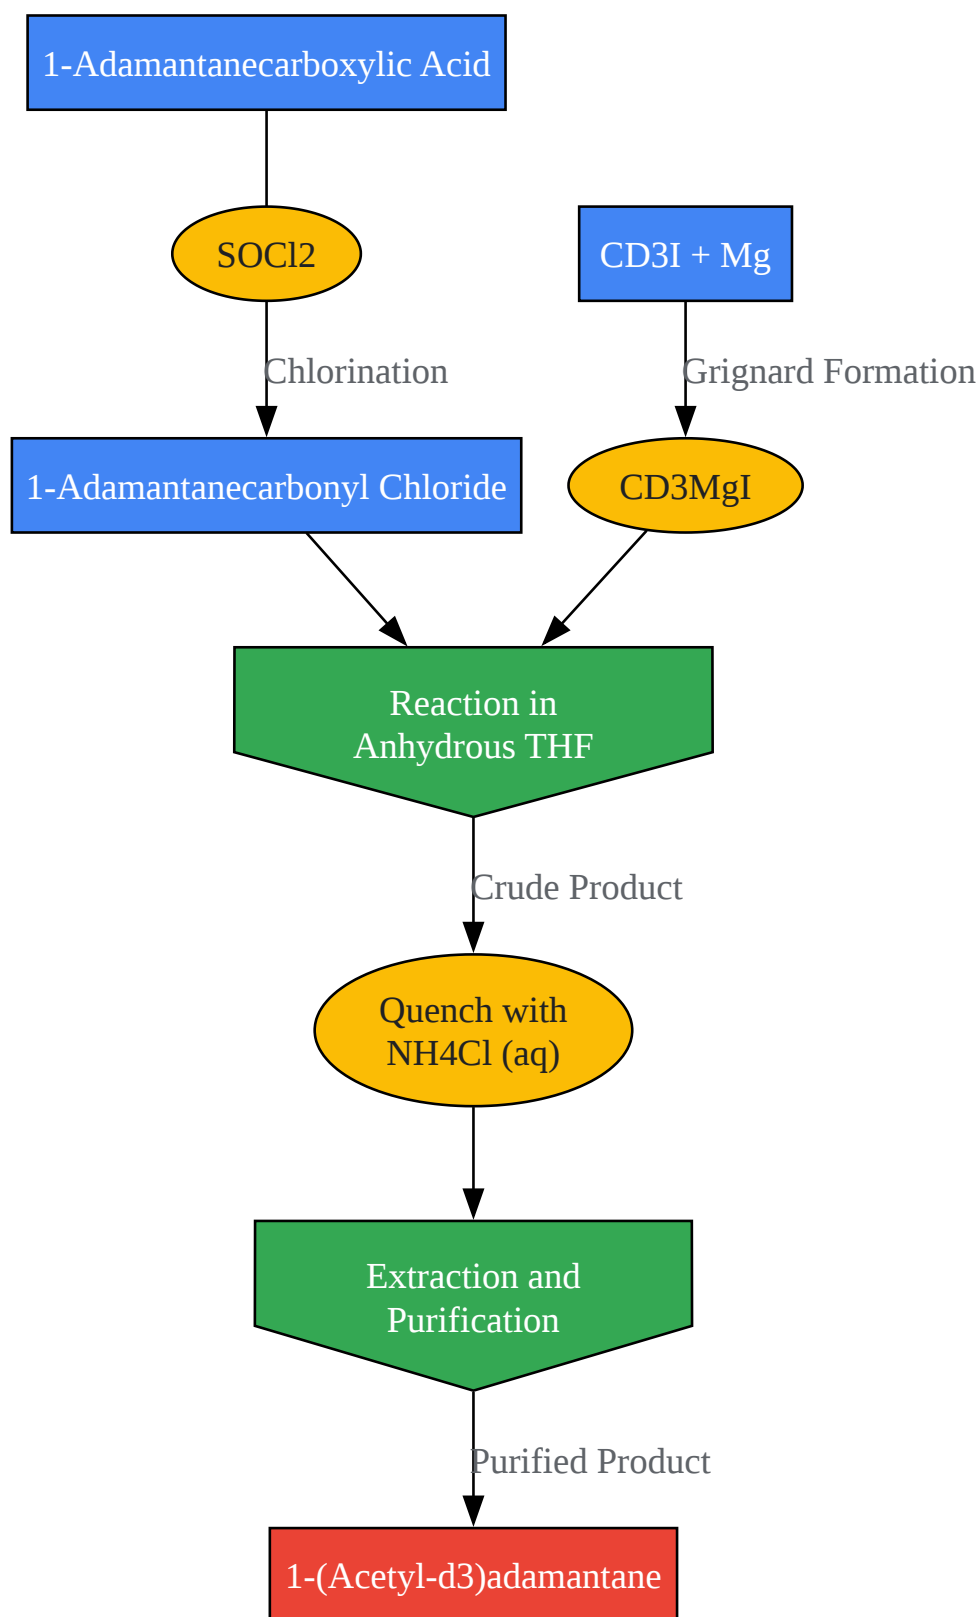 1-Adamantanecarboxylic Acid
SOCl2
CD3I + Mg
Chlorination
Grignard Formation
1-Adamantanecarbonyl Chloride
CD3MgI
Reaction in
Anhydrous THF
Crude Product
Quench with
NH4Cl (aq)
Extraction and
Purification
Purified Product
1-(Acetyl-d3)adamantane